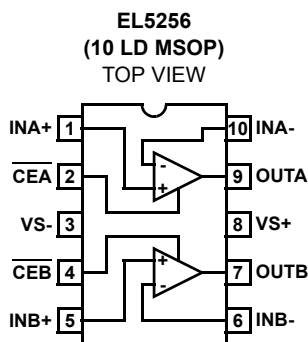 EL5256
(10 LD MSOP)
TOP VIEW
INA+ 1 10 INA-
CEA 2 9 OUTA
VS- 3 8 VS+
CEB 4 7 OUTB
INB+ 5 6 INB-
- +
+ -